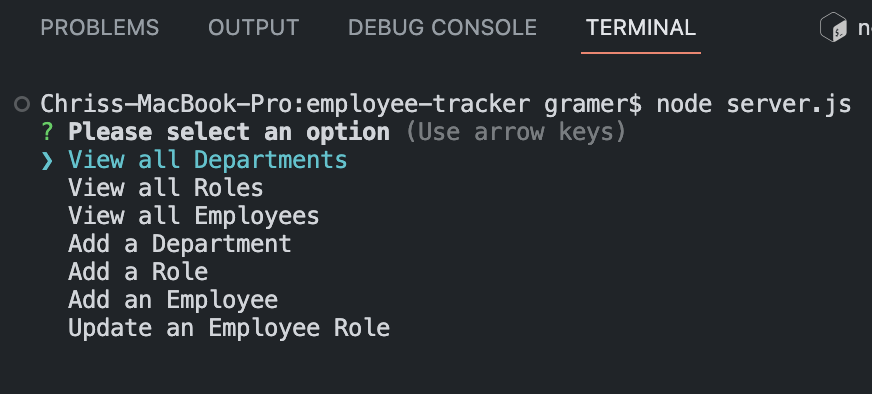 PROBLEMS OUTPUT DEBUG CONSOLE TERMINAL
Chriss-MacBook-Pro:employee-tracker gramer$ node server.js
? Please select an option (Use arrow keys)
❯ View all Departments
View all Roles
View all Employees
Add a Department
Add a Role
Add an Employee
Update an Employee Role